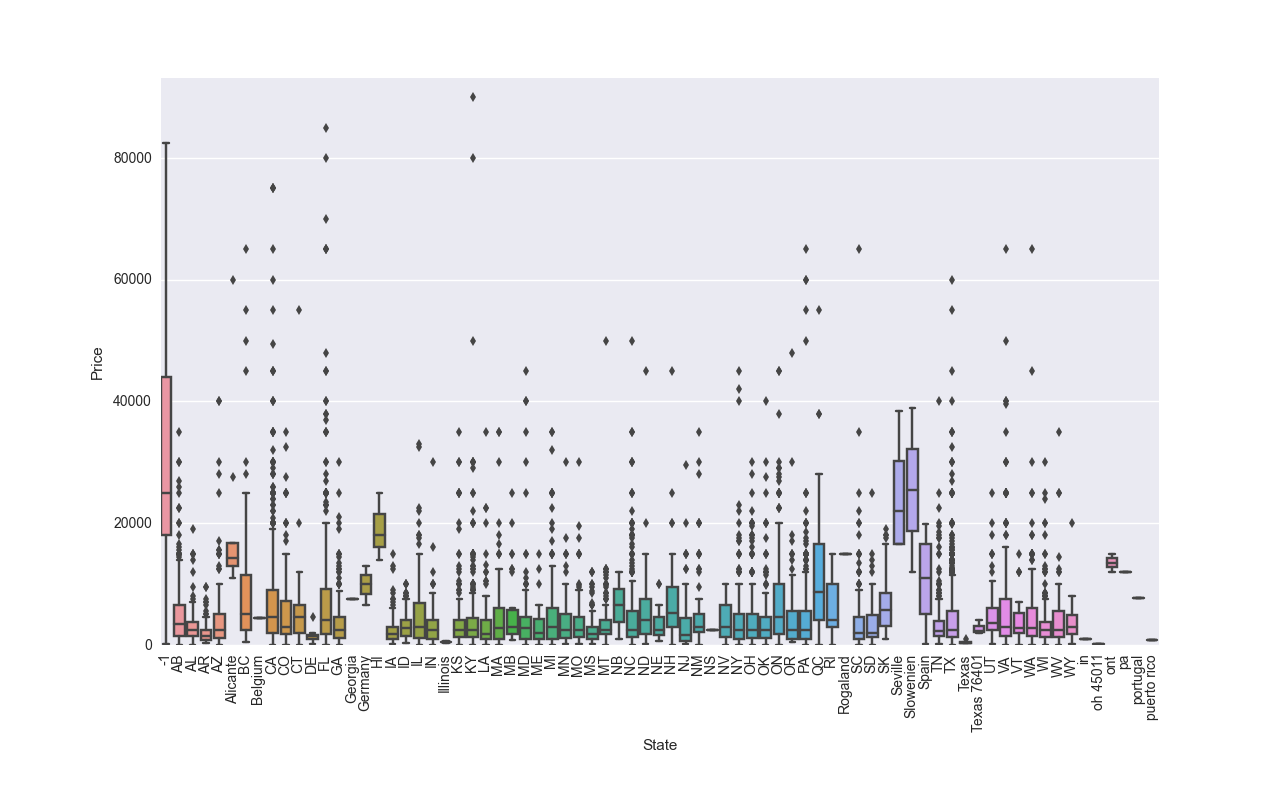 Price
80000
60000
40000
20000
0
-1
AB
AL
AR
AZ
Alicante
BC
Belgium
CA
CO
CT
DE
FL
GA
Georgia
Germany
HI
IA
ID
IL
IN
Illinois
KS
KY
LA
MA
MB
MD
ME
MI
MN
MO
MS
MT
NB
NC
ND
NE
NH
NJ
NM
NS
NV
NY
OH
OK
ON
OR
PA
QC
RI
Rogaland
SC
SD
SK
Seville
Slowenien
Spain
TN
TX
Texas
Texas 76401
UT
VA
VT
WA
WI
WV
WY
in
oh 45011
ont
pa
portugal
puerto rico
State